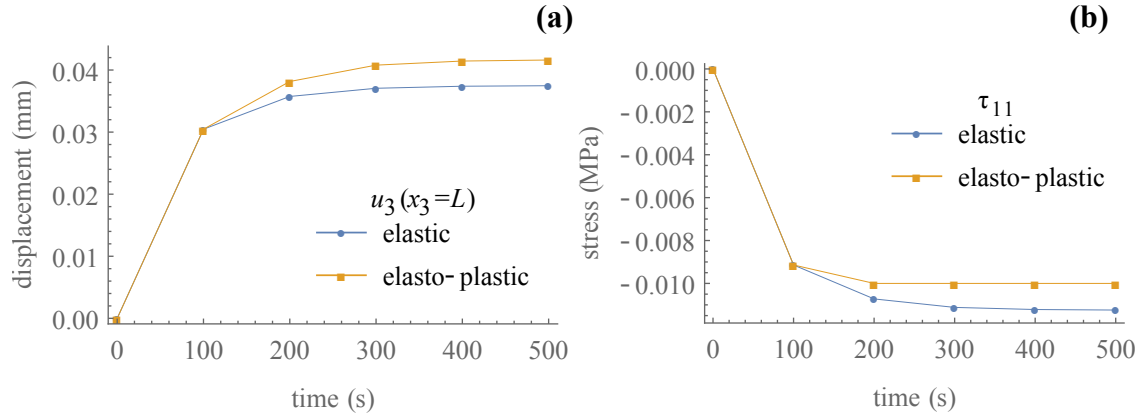 (a)
0.04
0.03
0.02
0.01
0.00
displacement (mm)
u₃(x₃=L)
elastic
elasto-plastic
0 100 200 300 400 500
time (s)
(b)
0.000
-0.002
-0.004
-0.006
-0.008
-0.010
stress (MPa)
τ₁₁
elastic
elasto-plastic
0 100 200 300 400 500
time (s)